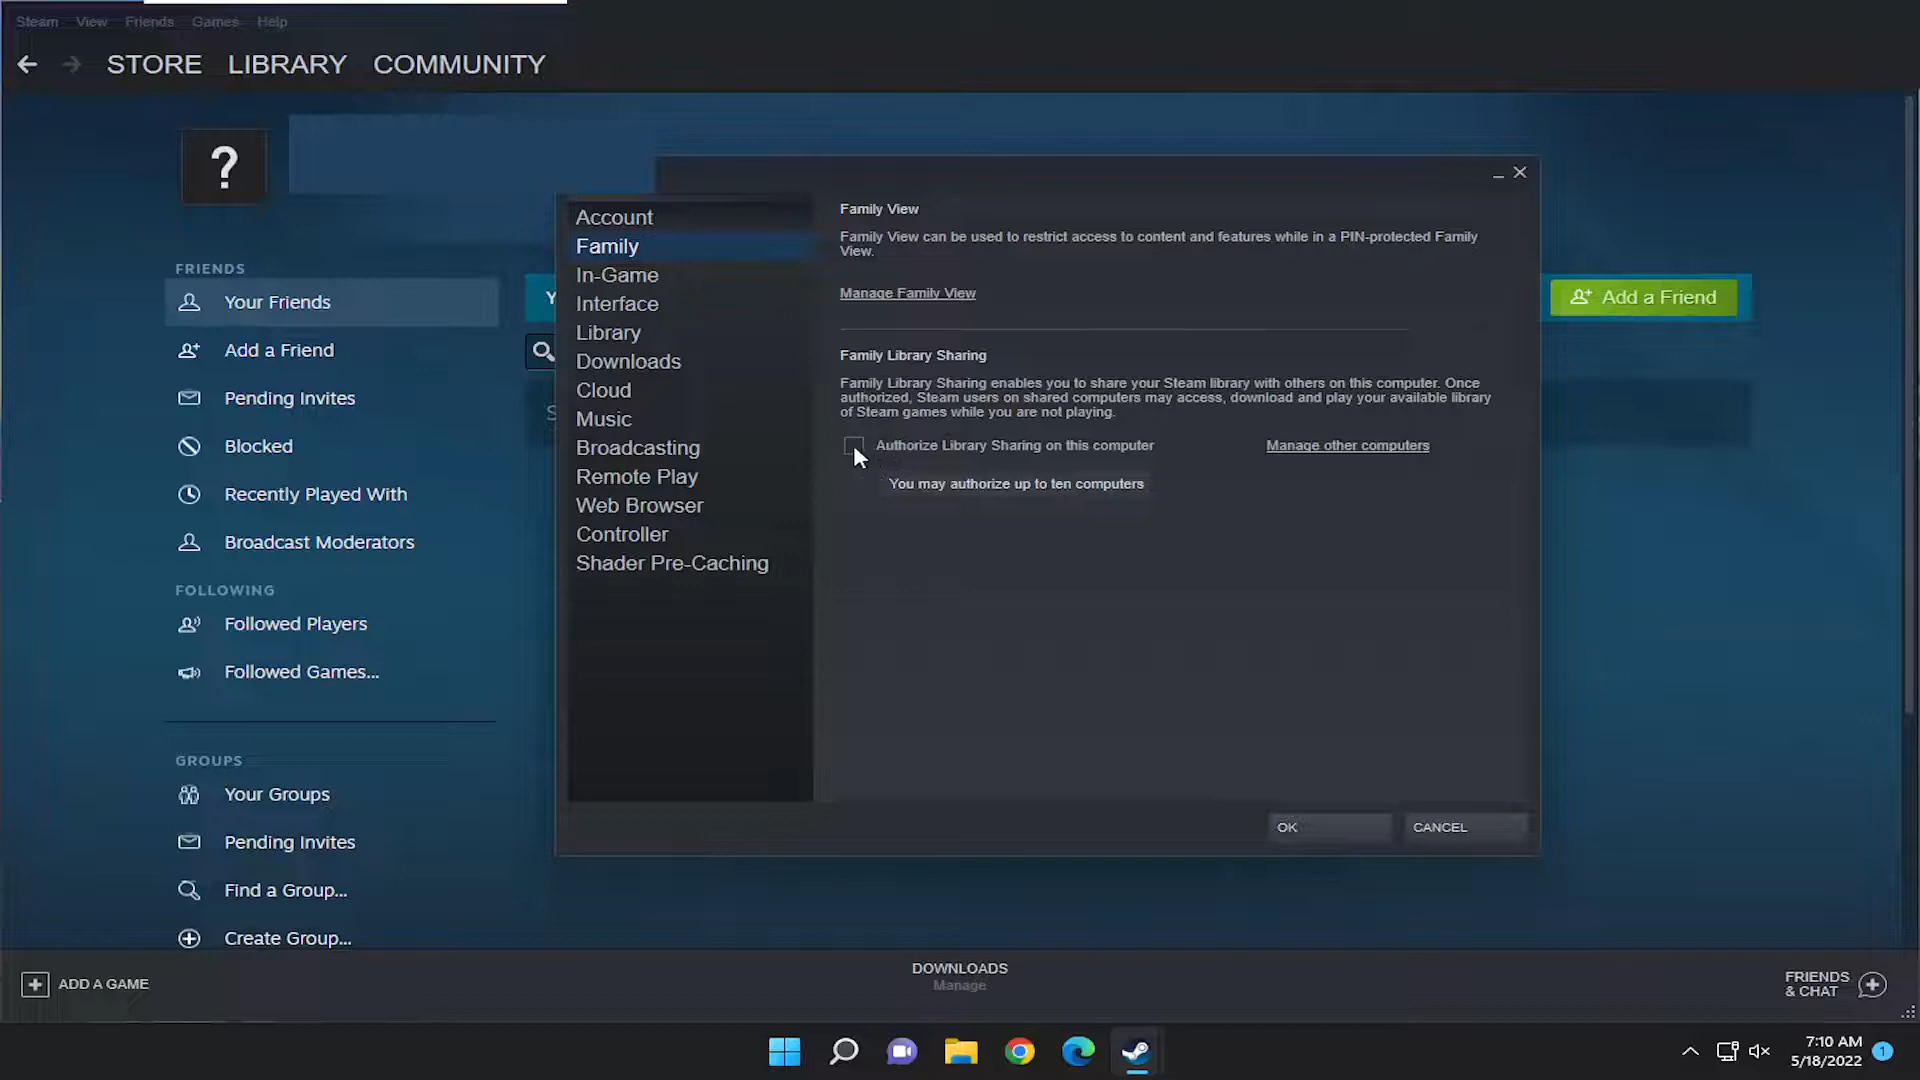 Steam View Friends Games Help
STORE LIBRARY COMMUNITY
?
FRIENDS
Your Friends
Add a Friend
Pending Invites
Blocked
Recently Played With
Broadcast Moderators
FOLLOWING
Followed Players
Followed Games...
GROUPS
Your Groups
Pending Invites
Find a Group...
Create Group...
Y
S
Add a Friend
Account
Family
In-Game
Interface
Library
Downloads
Cloud
Music
Broadcasting
Remote Play
Web Browser
Controller
Shader Pre-Caching
Family View
Family View can be used to restrict access to content and features while in a PIN-protected Family
View.
Manage Family View
Family Library Sharing
Family Library Sharing enables you to share your Steam library with others on this computer. Once
authorized, Steam users on shared computers may access, download and play your available library
of Steam games while you are not playing.
Authorize Library Sharing on this computer Manage other computers
You may authorize up to ten computers
OK CANCEL
ADD A GAME
DOWNLOADS
Manage
FRIENDS
& CHAT
7:10 AM
5/18/2022
1